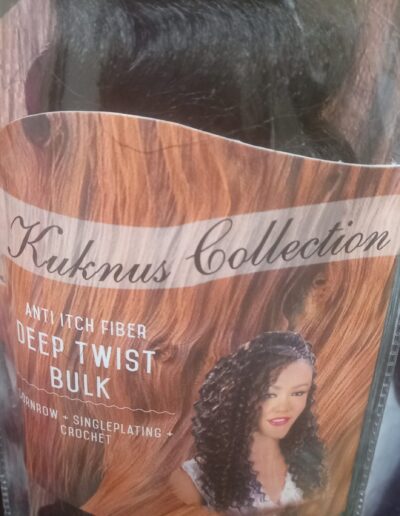 Kuknus Collection
ANTI ITCH FIBER
DEEP TWIST
BULK
CORNROW + SINGLEPLATING +
CROCHET